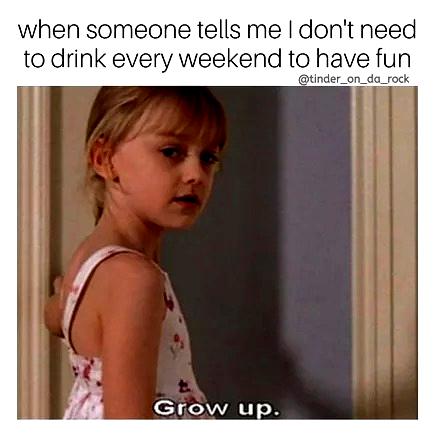 when someone tells me I don't need
to drink every weekend to have fun
@tinder_on_da_rock
Grow up.